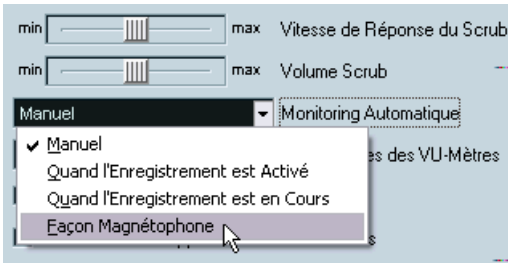 min max Vitesse de Réponse du Scrub
min max Volume Scrub
Manuel Monitoring Automatique
Manuel
Quand l'Enregistrement est Activé es des VU-Mètres
Quand l'Enregistrement est en Cours
Façon Magnétophone